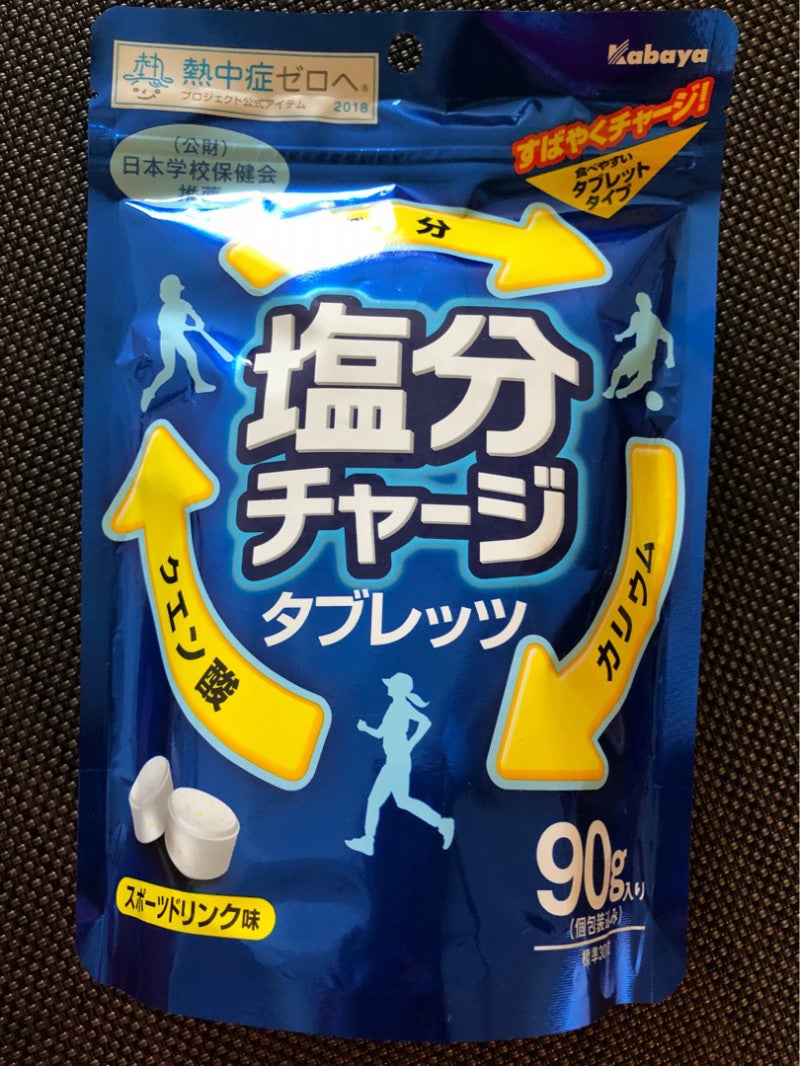 熱中症ゼロへ®
プロジェクト公式アイテム 2018
Kabaya
(公財)
日本学校保健会
推薦
すばやくチャージ!
食べやすい
タブレット
タイプ
分
塩分
チャージ
タブレッツ
クエン酸
カリウム
スポーツドリンク味
90g入り
(個包装込み)